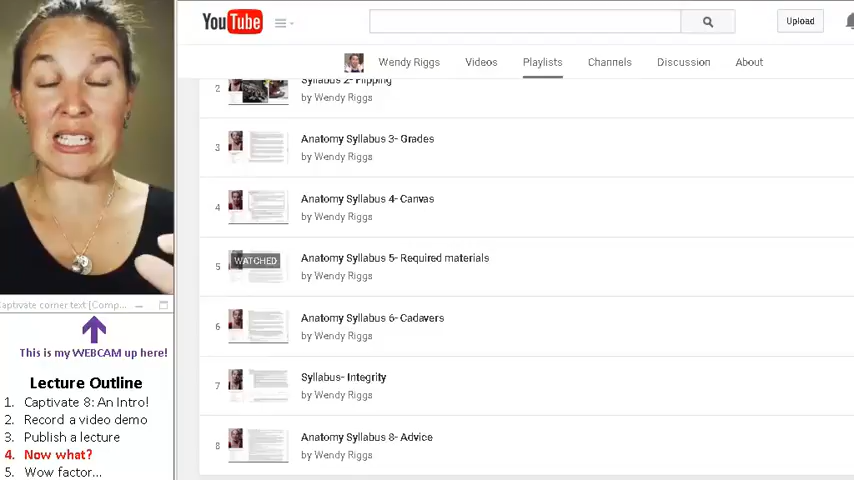 YouTube
Upload
Wendy Riggs Videos Playlists Channels Discussion About
2 Syllabus 2- Flipping
by Wendy Riggs
3 Anatomy Syllabus 3- Grades
by Wendy Riggs
4 Anatomy Syllabus 4- Canvas
by Wendy Riggs
5 WATCHED Anatomy Syllabus 5- Required materials
by Wendy Riggs
6 Anatomy Syllabus 6- Cadavers
by Wendy Riggs
7 Syllabus- Integrity
by Wendy Riggs
8 Anatomy Syllabus 8- Advice
by Wendy Riggs
Captivate corner text [Comp...
This is my WEBCAM up here!
Lecture Outline
1. Captivate 8: An Intro!
2. Record a video demo
3. Publish a lecture
4. Now what?
5. Wow factor...